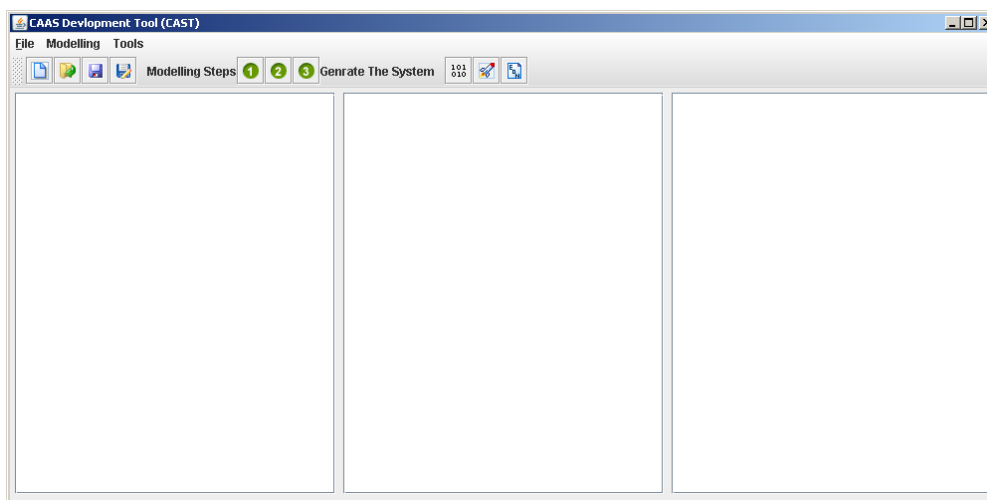 CAAS Devlopment Tool (CAST)
File Modelling Tools
Modelling Steps 1 2 3 Genrate The System 101
010